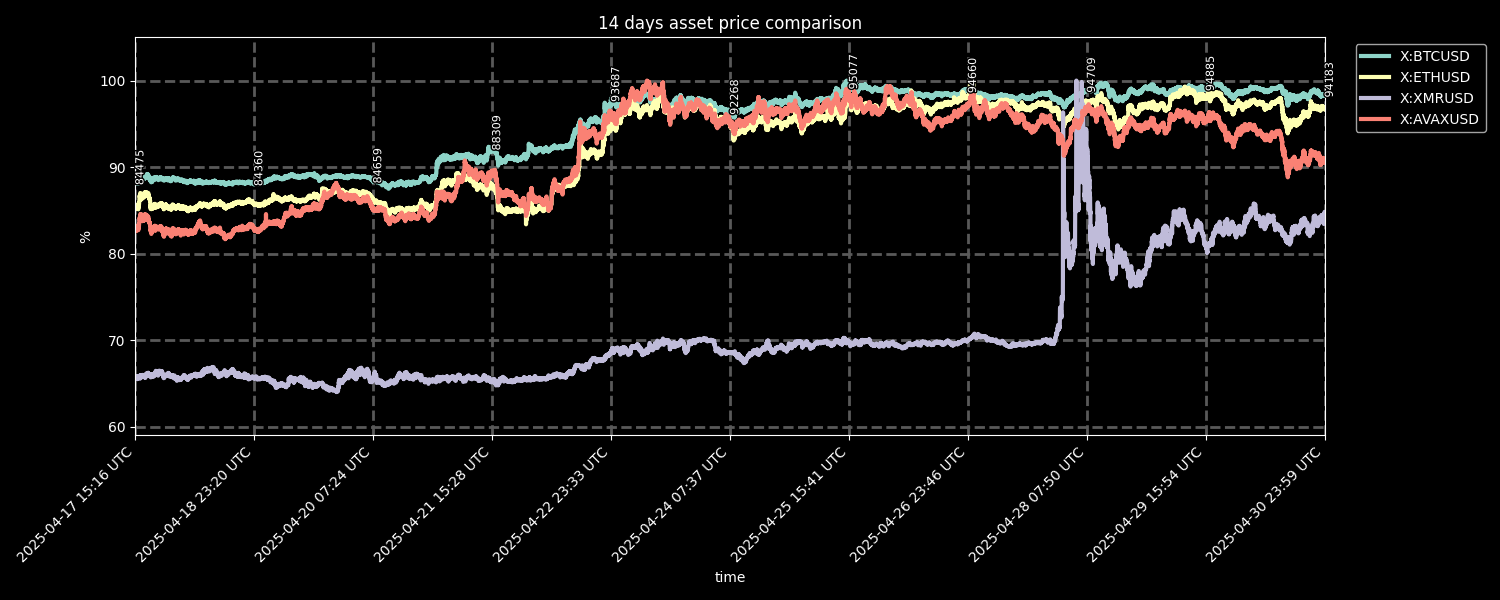 14 days asset price comparison
X:BTCUSD
X:ETHUSD
X:XMRUSD
X:AVAXUSD
100
90
80
70
60
%
84475
84360
84659
88309
93687
92268
95077
94660
94709
94885
94183
2025-04-17 15:16 UTC
2025-04-18 23:20 UTC
2025-04-20 07:24 UTC
2025-04-21 15:28 UTC
2025-04-22 23:33 UTC
2025-04-24 07:37 UTC
2025-04-25 15:41 UTC
2025-04-26 23:46 UTC
2025-04-28 07:50 UTC
2025-04-29 15:54 UTC
2025-04-30 23:59 UTC
time